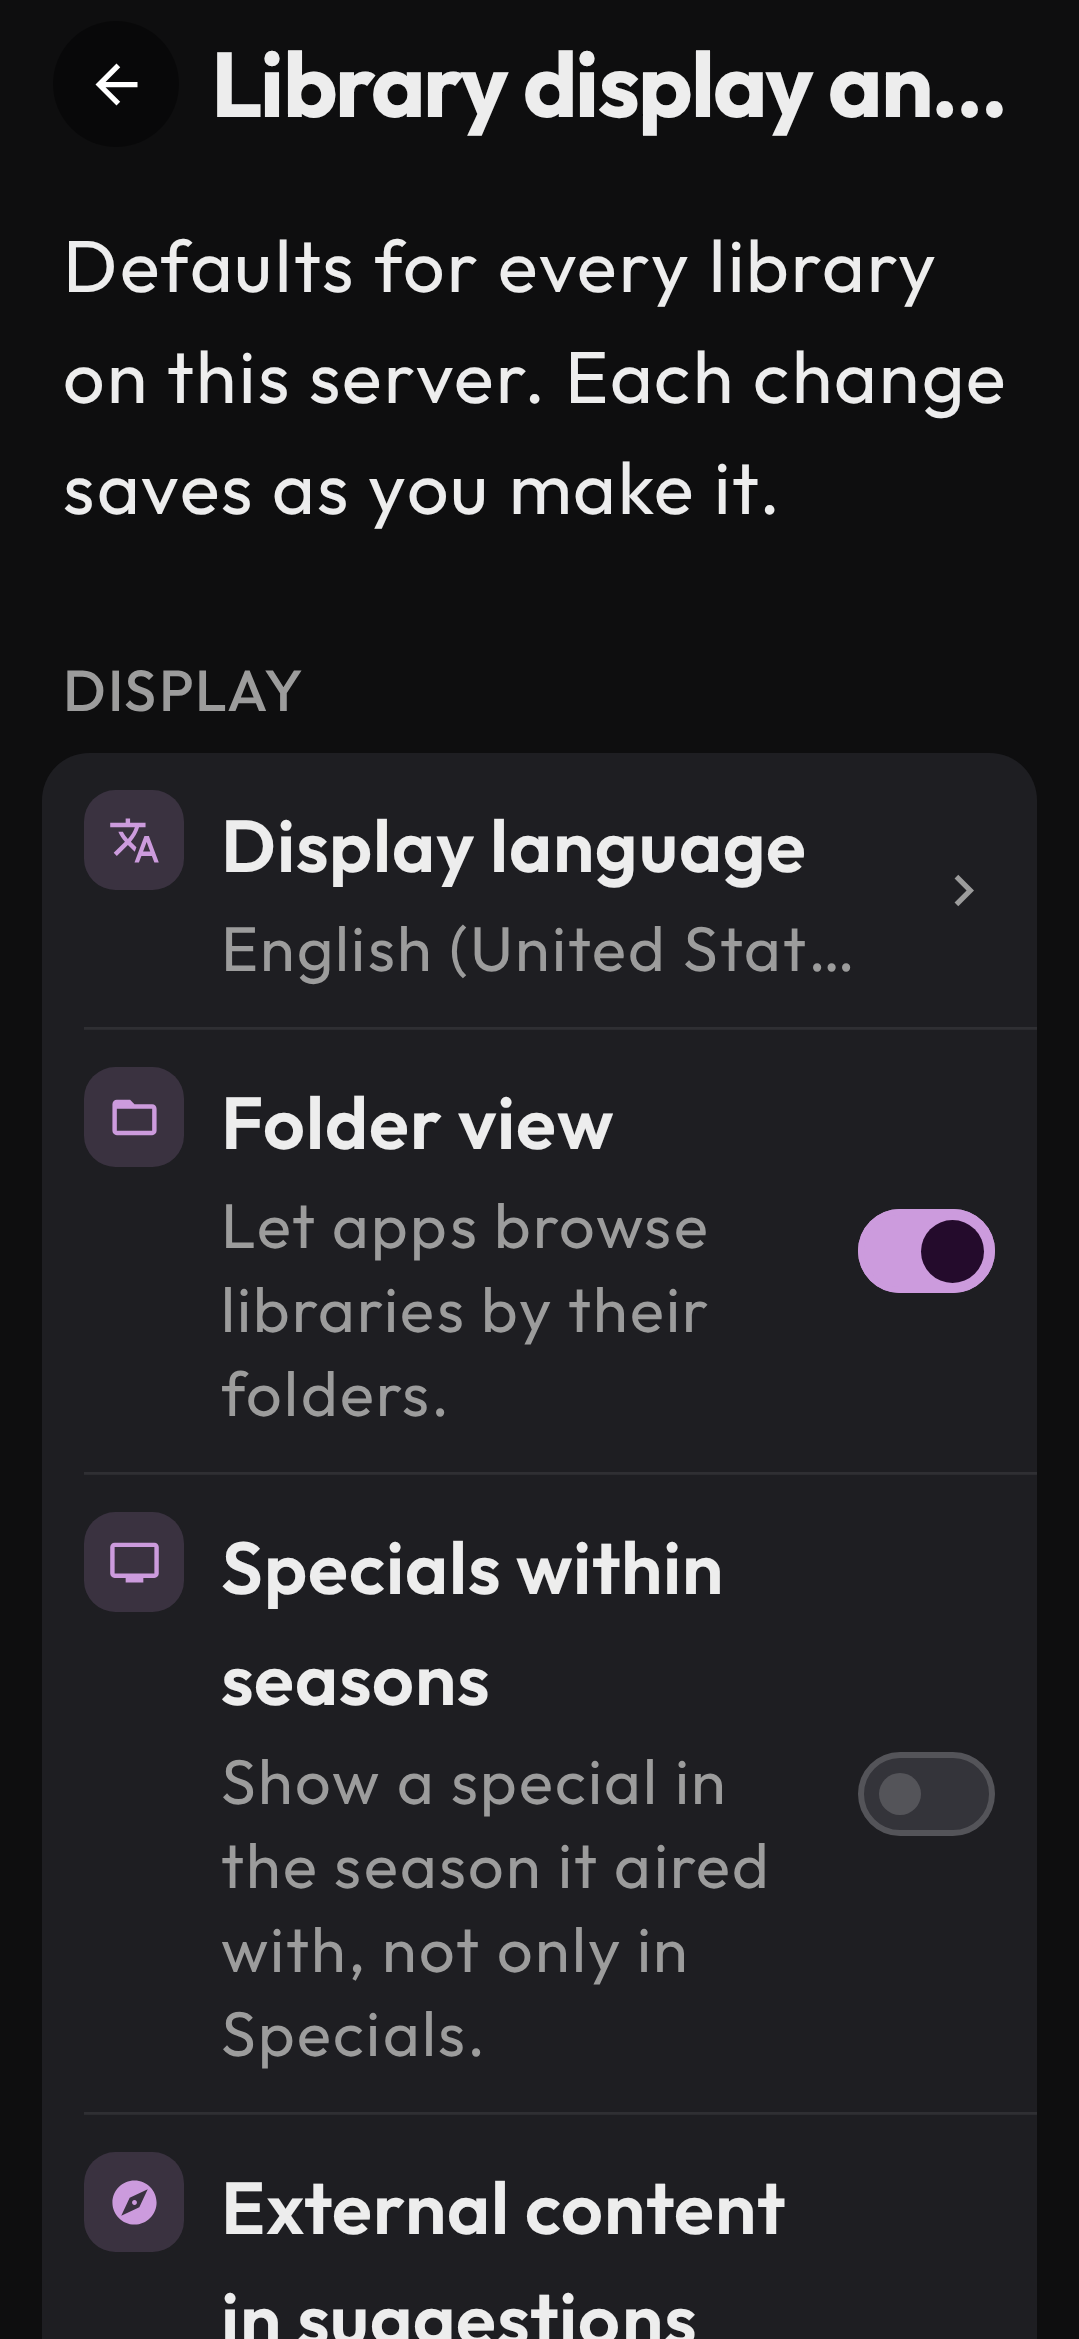 Library display an...
Defaults for every library
on this server. Each change
saves as you make it.
DISPLAY
Display language
English (United Stat...
Folder view
Let apps browse
libraries by their
folders.
Specials within
seasons
Show a special in
the season it aired
with, not only in
Specials.
External content
in suggestions